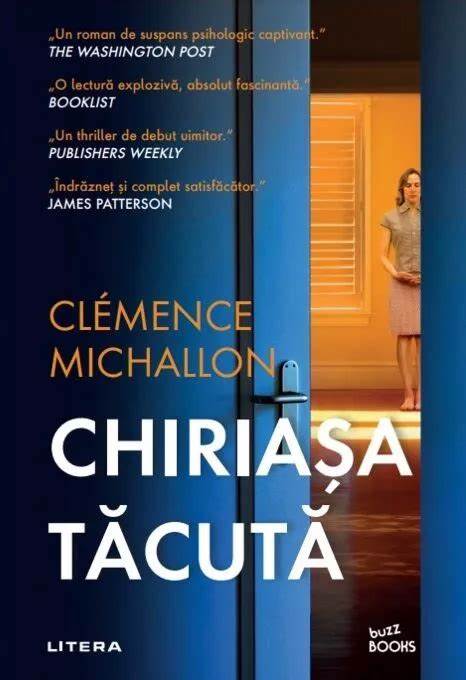 „Un roman de suspans psihologic captivant.“
THE WASHINGTON POST
„O lectură explozivă, absolut fascinantă.“
BOOKLIST
„Un thriller de debut uimitor.“
PUBLISHERS WEEKLY
„Îndrăzneț și complet satisfăcător.“
JAMES PATTERSON
CLÉMENCE
MICHALLON
CHIRIAȘA
TĂCUTĂ
LITERA
buzz
BOOKS